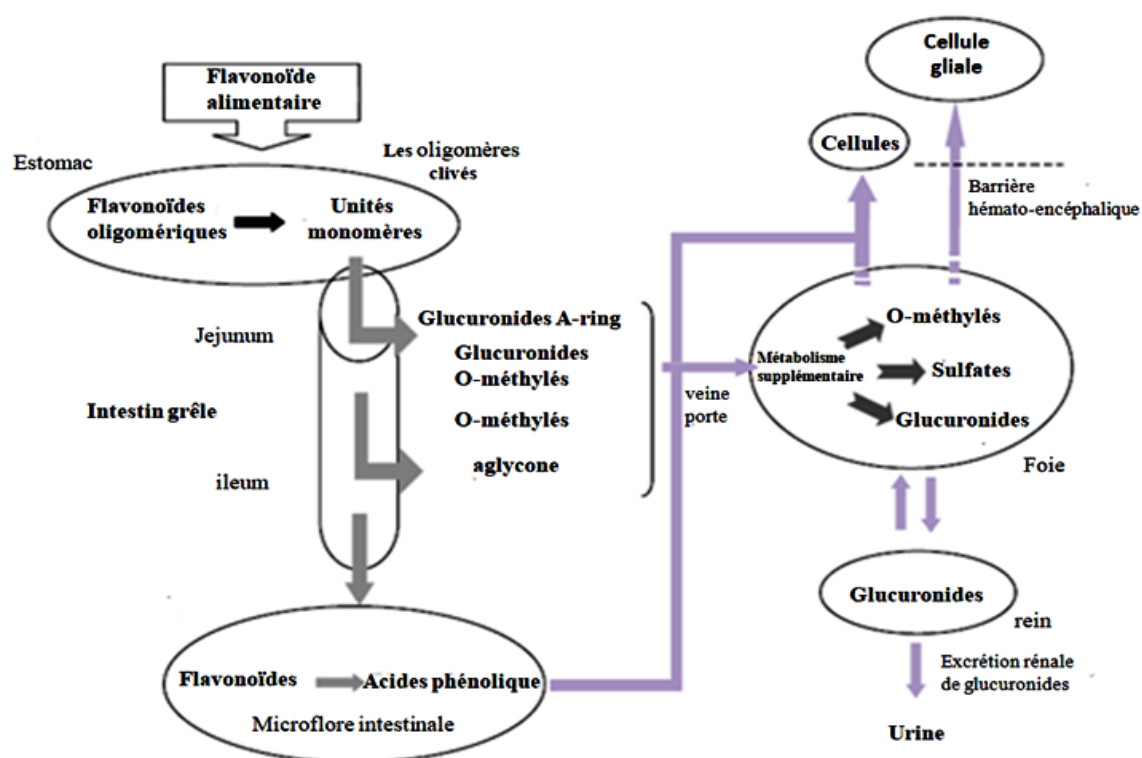 Flavonoïde
alimentaire
Estomac
Les oligomères
clivés
Flavonoïdes
oligomériques
Unités
monomères
Jejunum
Intestin grêle
ileum
Glucuronides A-ring
Glucuronides
O-méthylés
O-méthylés
aglycone
Flavonoïdes
Acides phénolique
Microflore intestinale
veine
porte
Cellule
gliale
Cellules
Barrière
hémato-encéphalique
O-méthylés
Métabolisme
supplémentaire
Sulfates
Glucuronides
Foie
Glucuronides
rein
Excrétion rénale
de glucuronides
Urine